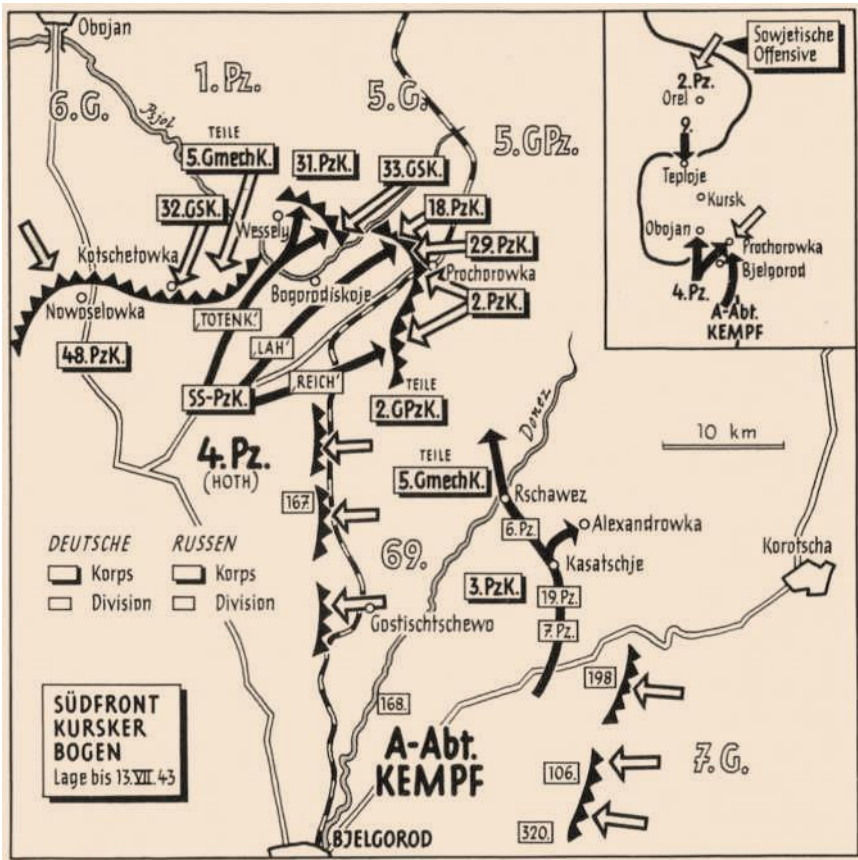 Obojan
6.G.
1.Pz.
5.G.
5.GPz.
Psjol
TEILE
5.GmechK.
31.PzK.
33.GSK.
32.GSK.
18.PzK.
Wessely
29.PzK.
Kotschetowka
Prochorowka
Bogorodiskoje
2.PzK.
Nowoselowka
'TOTENK.'
48.PzK.
'LAH'
'REICH'
SS-PzK.
TEILE
2.GPzK.
4.Pz.
(HOTH)
Donez
10 km
TEILE
5.GmechK.
167.
Rschawez
6.Pz.
Alexandrowka
DEUTSCHE RUSSEN
Korps Korps
Division Division
69.
Kasatschje
Korotscha
3.PzK.
19.Pz.
Gostischtschewo
7.Pz.
198
168.
SÜDFRONT
KURSKER
BOGEN
Lage bis 13.VII.43
A-Abt.
KEMPF
7.G.
106.
320.
BJELGOROD
Sowjetische
Offensive
2.Pz.
Orel
9.
Teploje
Kursk
Obojan
Prochorowka
Bjelgorod
4.Pz.
A-Abt.
KEMPF